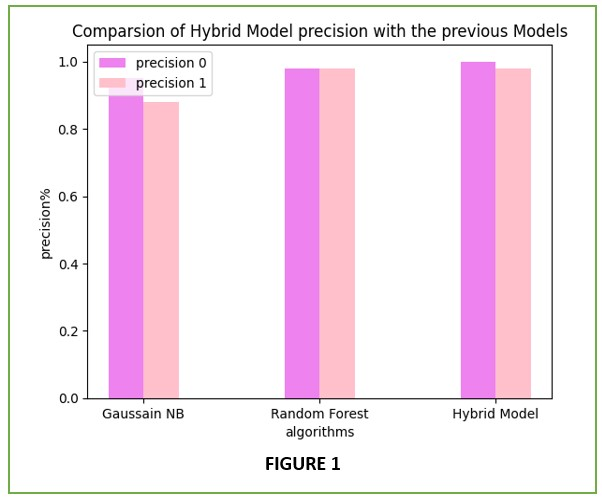 Comparsion of Hybrid Model precision with the previous Models
precision 0
precision 1
1.0
0.8
0.6
0.4
0.2
0.0
precision%
Gaussain NB
Random Forest
Hybrid Model
algorithms
FIGURE 1